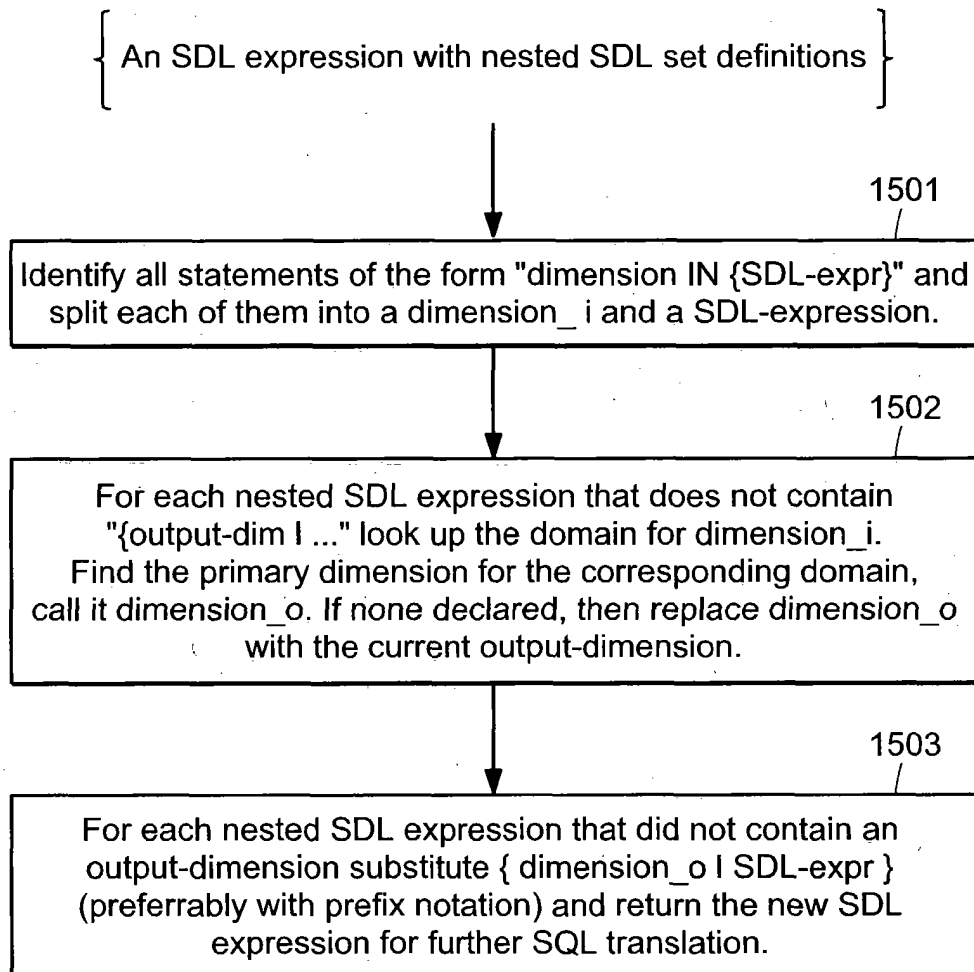 { An SDL expression with nested SDL set definitions }
1501
Identify all statements of the form "dimension IN {SDL-expr}" and
split each of them into a dimension_ i and a SDL-expression.
1502
For each nested SDL expression that does not contain
"{output-dim | ..." look up the domain for dimension_i.
Find the primary dimension for the corresponding domain,
call it dimension_o. If none declared, then replace dimension_o
with the current output-dimension.
1503
For each nested SDL expression that did not contain an
output-dimension substitute { dimension_o | SDL-expr }
(preferrably with prefix notation) and return the new SDL
expression for further SQL translation.